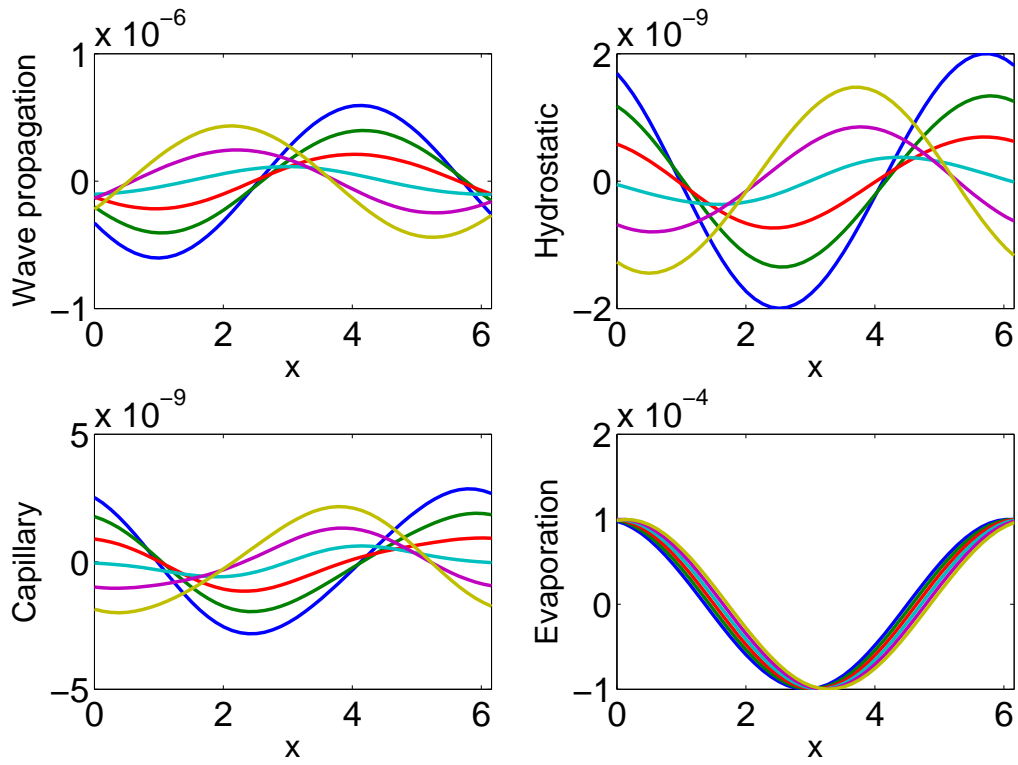 x 10−6
1
0
−1
0 2 4 6
x
Wave propagation
x 10−9
2
0
−2
0 2 4 6
x
Hydrostatic
x 10−9
5
0
−5
0 2 4 6
x
Capillary
x 10−4
2
1
0
−1
0 2 4 6
x
Evaporation